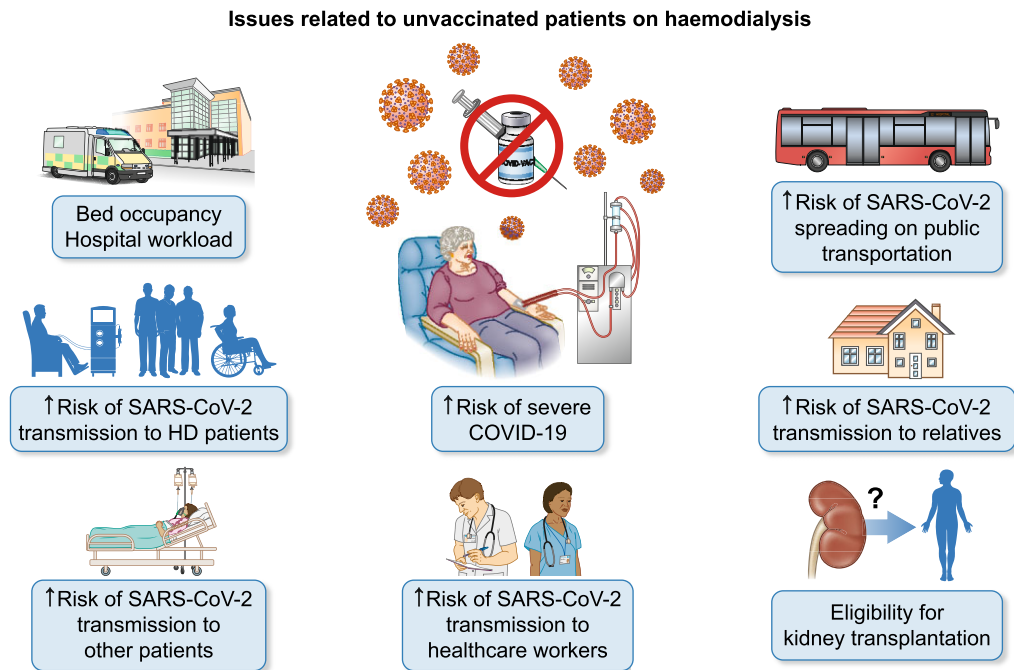 Issues related to unvaccinated patients on haemodialysis
Bed occupancy
Hospital workload
↑Risk of SARS-CoV-2
spreading on public
transportation
↑Risk of SARS-CoV-2
transmission to HD patients
↑Risk of severe
COVID-19
↑Risk of SARS-CoV-2
transmission to relatives
↑Risk of SARS-CoV-2
transmission to
other patients
↑Risk of SARS-CoV-2
transmission to
healthcare workers
?
Eligibility for
kidney transplantation